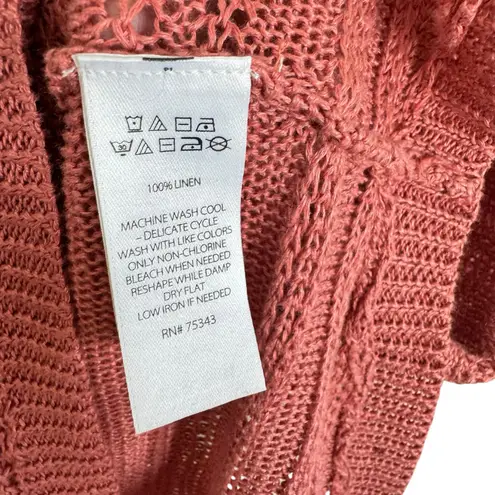 30
100% LINEN
MACHINE WASH COOL
– DELICATE CYCLE
WASH WITH LIKE COLORS
ONLY NON-CHLORINE
BLEACH WHEN NEEDED
RESHAPE WHILE DAMP
DRY FLAT
LOW IRON IF NEEDED
RN# 75343